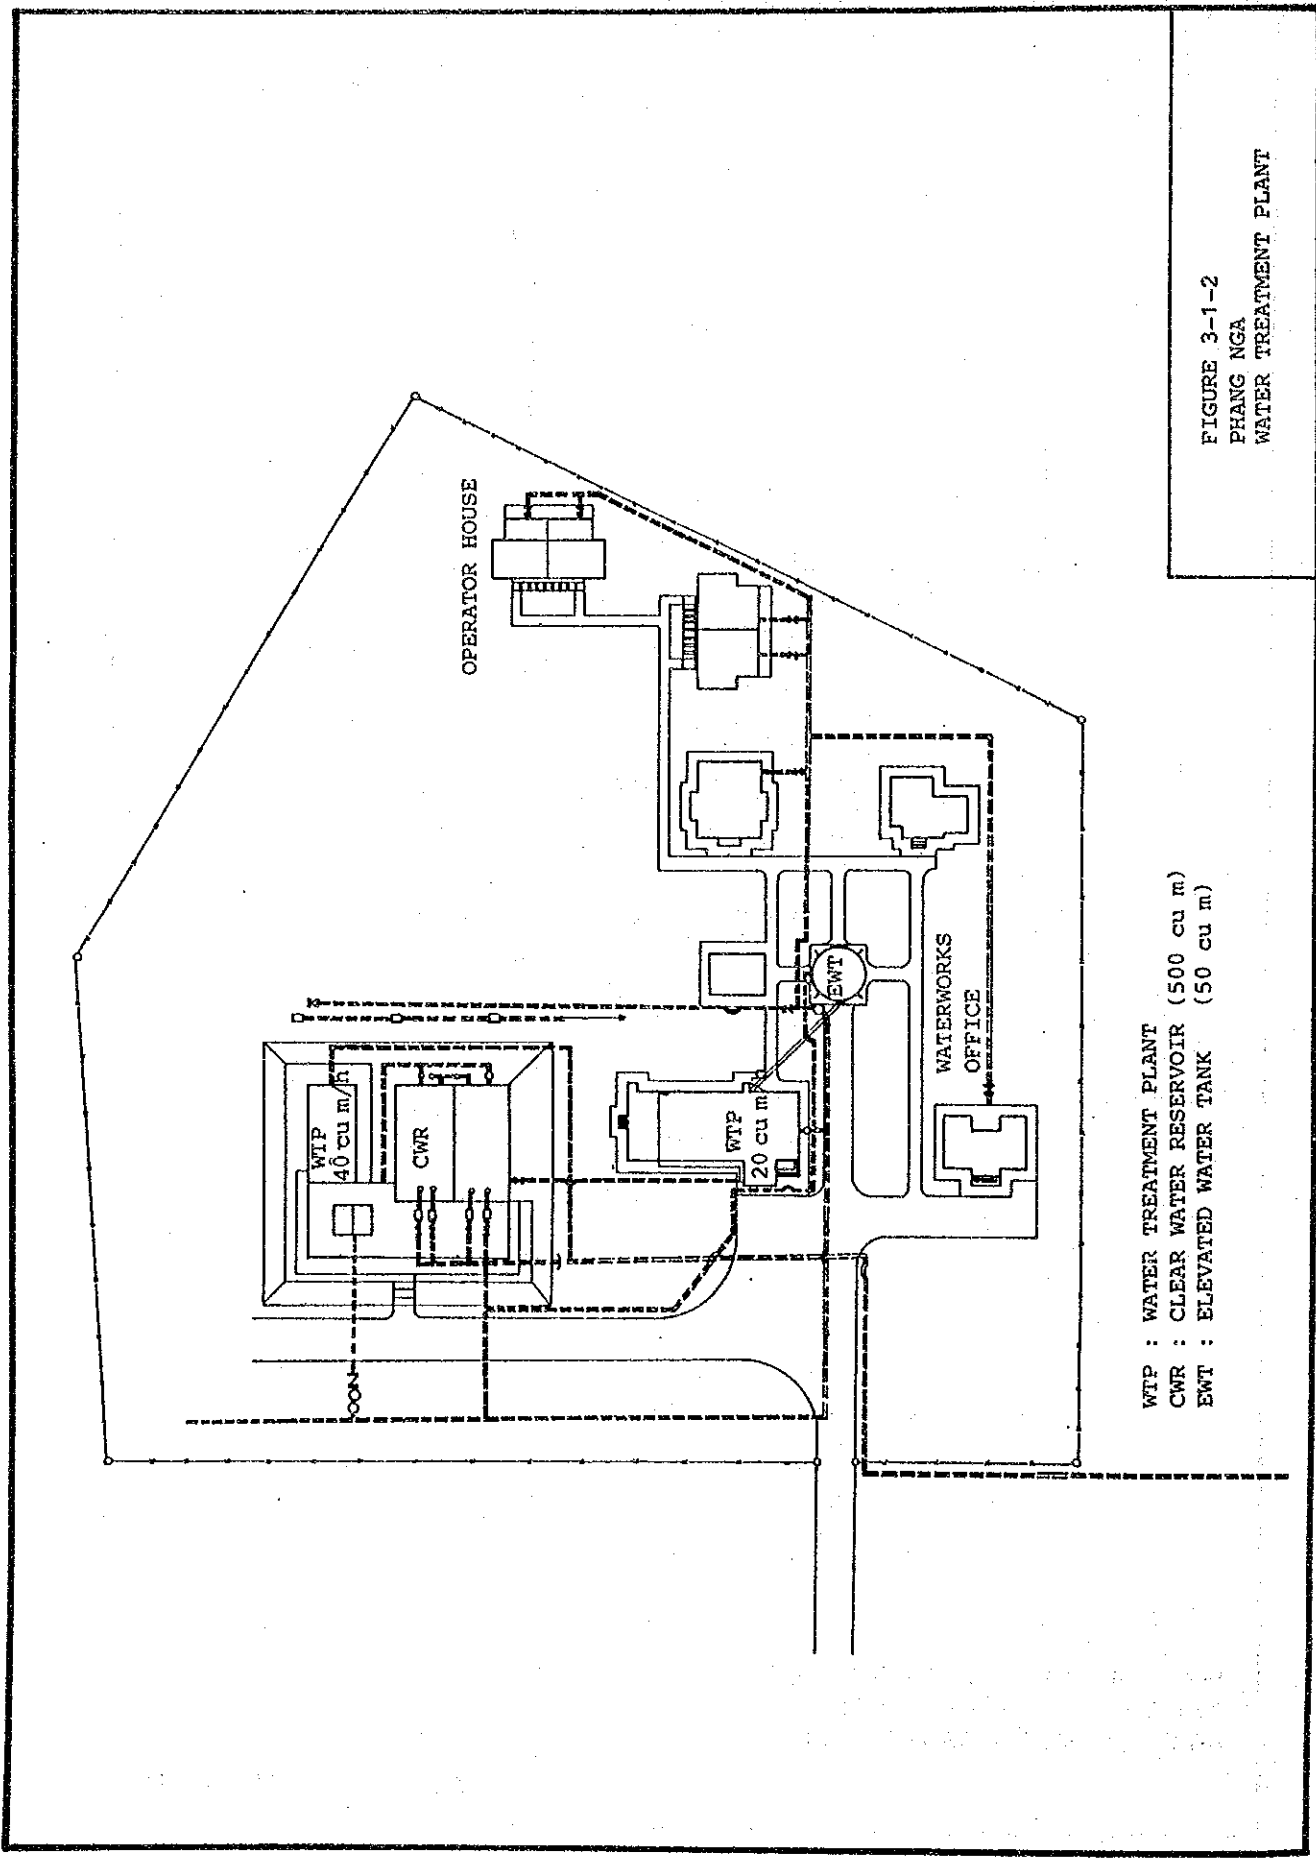 OPERATOR HOUSE
WTP
40 cu m/h
CWR
WTP
20 cu m
EWT
WATERWORKS
OFFICE
WTP : WATER TREATMENT PLANT
CWR : CLEAR WATER RESERVOIR (500 cu m)
EWT : ELEVATED WATER TANK (50 cu m)
FIGURE 3-1-2
PHANG NGA
WATER TREATMENT PLANT